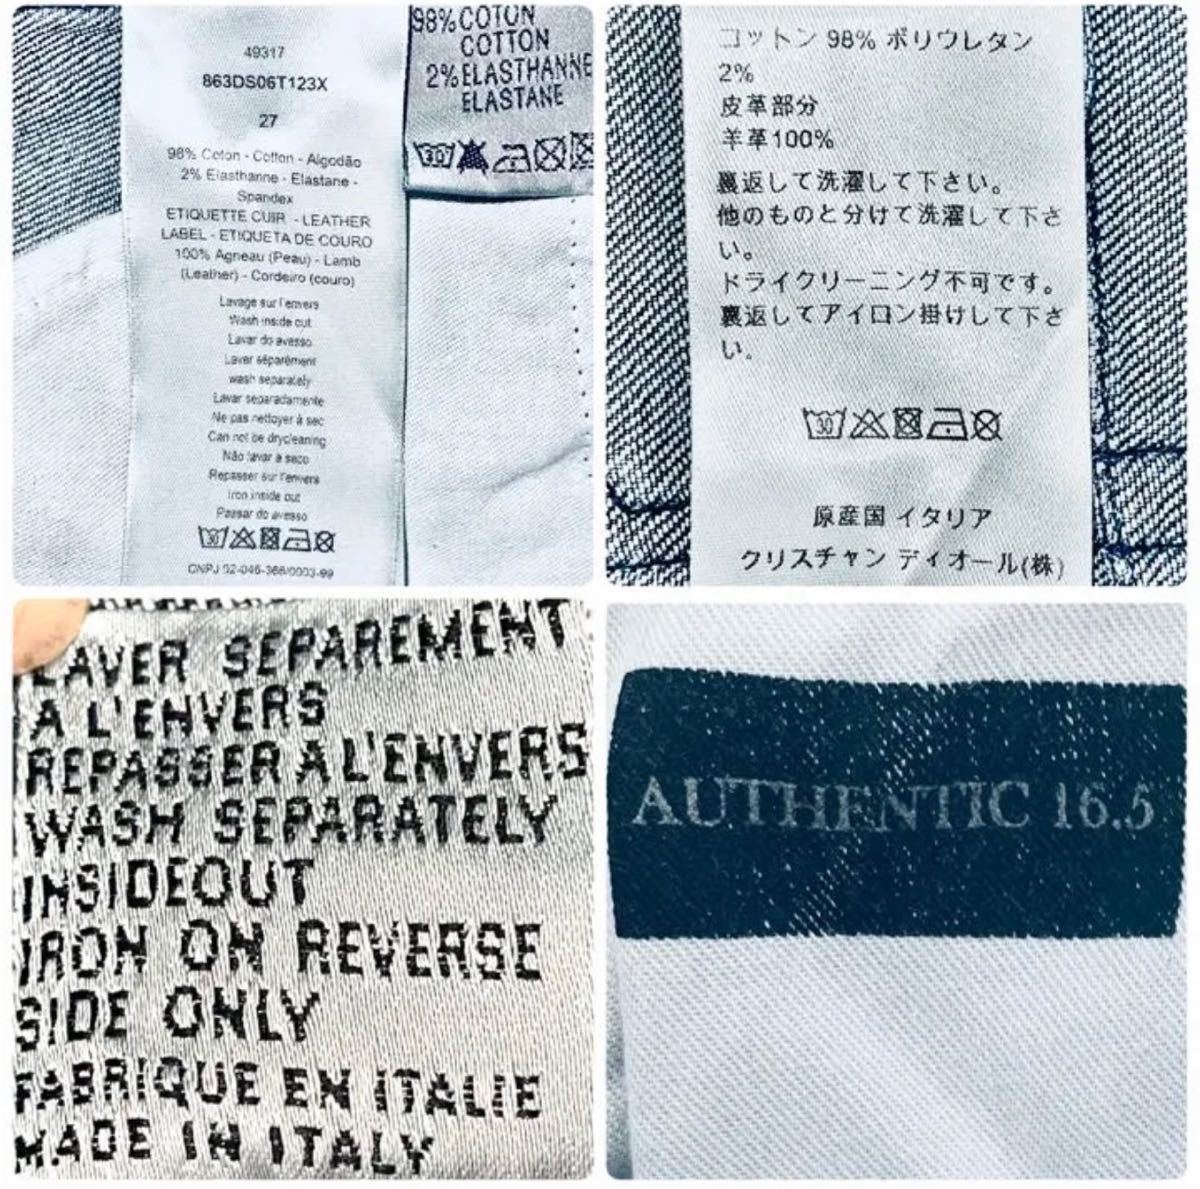 49317
863DS06T123X
27
98% Coton - Cotton - Algodão
2% Elasthanne - Elastane -
Spandex
ETIQUETTE CUIR - LEATHER
LABEL - ETIQUETA DE COURO
100% Agneau (Peau) - Lamb
(Leather) - Cordeiro (couro)
Lavage sur l'envers
Wash inside out
Lavar do avesso
Laver séparément
wash separately
Lavar separadamente
Ne pas nettoyer à sec
Can not be drycleaning
Não lavar a seco
Repasser sur l'envers
Iron inside out
Passar do avesso
30
CNPJ 02-046-366/0003-99
98% COTON
COTTON
2% ELASTHANNE
ELASTANE
30
コットン 98% ポリウレタン
2%
皮革部分
羊革100%
裏返して洗濯して下さい。
他のものと分けて洗濯して下さ
い。
ドライクリーニング不可です。
裏返してアイロン掛けして下さ
い。
30
原産国 イタリア
クリスチャン ディオール(株)
LAVER SEPAREMENT
A L'ENVERS
REPASSER A L'ENVERS
WASH SEPARATELY
INSIDEOUT
IRON ON REVERSE
SIDE ONLY
FABRIQUE EN ITALIE
MADE IN ITALY
AUTHENTIC 16.5